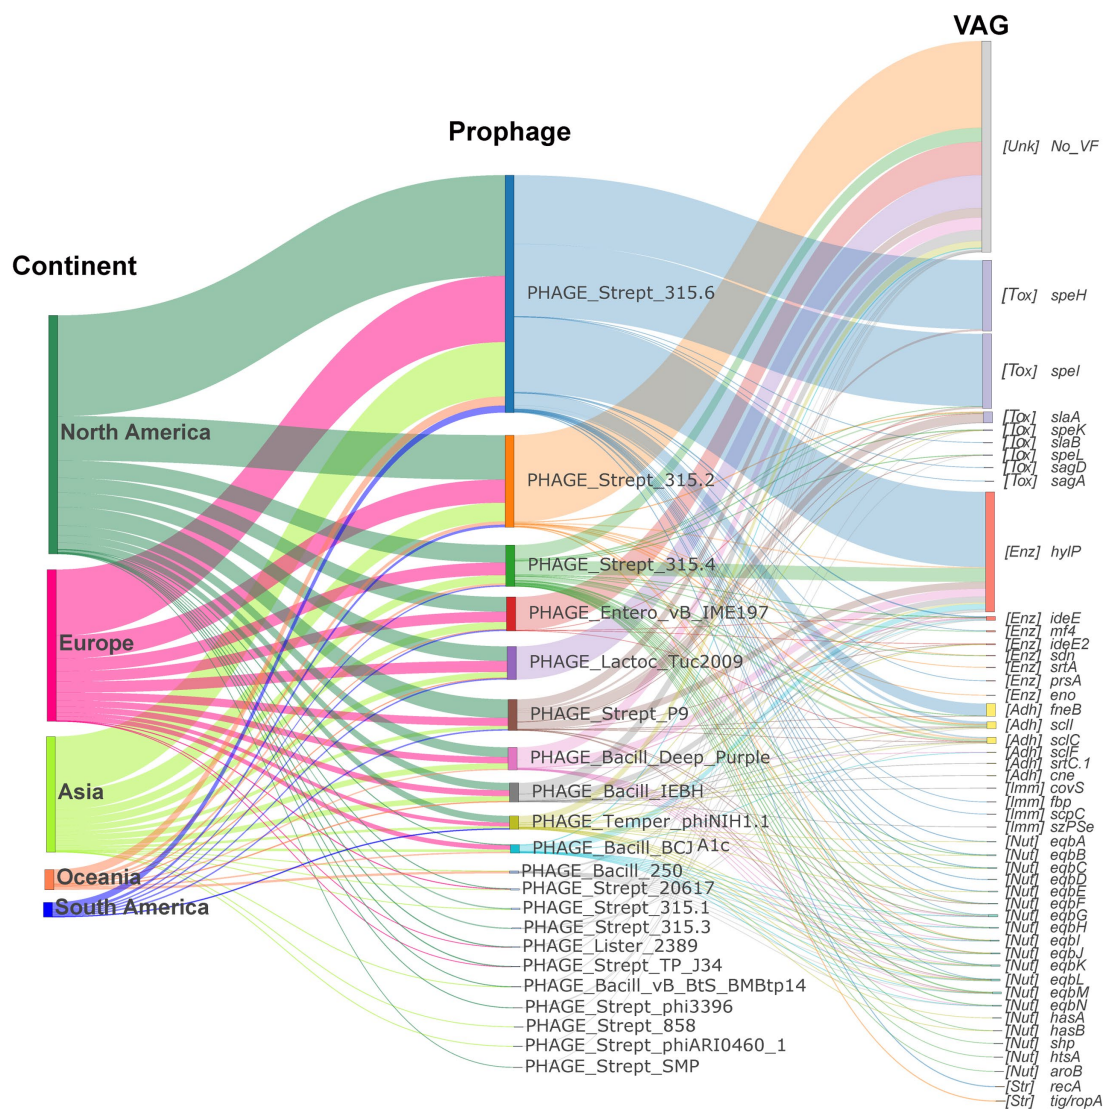 VAG
Prophage
Continent
North America
Europe
Asia
Oceania
South America
PHAGE_Strept_315.6
PHAGE_Strept_315.2
PHAGE_Strept_315.4
PHAGE_Entero_vB_IME197
PHAGE_Lactoc_Tuc2009
PHAGE_Strept_P9
PHAGE_Bacill_Deep_Purple
PHAGE_Bacill_IEBH
PHAGE_Temper_phiNIH1.1
PHAGE_Bacill_BCJA1c
PHAGE_Bacill_250
PHAGE_Strept_20617
PHAGE_Strept_315.1
PHAGE_Strept_315.3
PHAGE_Lister_2389
PHAGE_Strept_TP_J34
PHAGE_Bacill_vB_BtS_BMBtp14
PHAGE_Strept_phi3396
PHAGE_Strept_858
PHAGE_Strept_phiARI0460_1
PHAGE_Strept_SMP
[Unk] No_VF
[Tox] speH
[Tox] speI
[Tox] slaA
[Tox] speK
[Tox] slaB
[Tox] speL
[Tox] sagD
[Tox] sagA
[Enz] hylP
[Enz] ideE
[Enz] mf4
[Enz] ideE2
[Enz] sdn
[Enz] srtA
[Enz] prsA
[Enz] eno
[Adh] fneB
[Adh] sclI
[Adh] sclC
[Adh] sclF
[Adh] srtC.1
[Adh] cne
[Imm] covS
[Imm] fbp
[Imm] scpC
[Imm] szPSe
[Nut] eqbA
[Nut] eqbB
[Nut] eqbC
[Nut] eqbD
[Nut] eqbE
[Nut] eqbF
[Nut] eqbG
[Nut] eqbH
[Nut] eqbI
[Nut] eqbJ
[Nut] eqbK
[Nut] eqbL
[Nut] eqbM
[Nut] eqbN
[Nut] hasA
[Nut] hasB
[Nut] shp
[Nut] htsA
[Nut] aroB
[Str] recA
[Str] tig/ropA